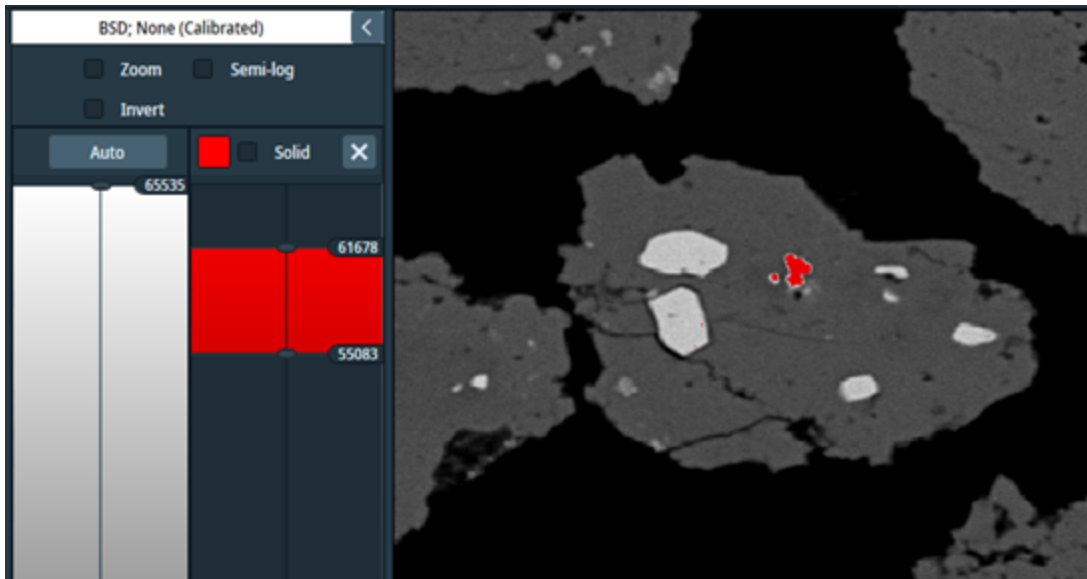 BSD; None (Calibrated)
Zoom
Semi-log
Invert
Auto
Solid
65535
61678
55083